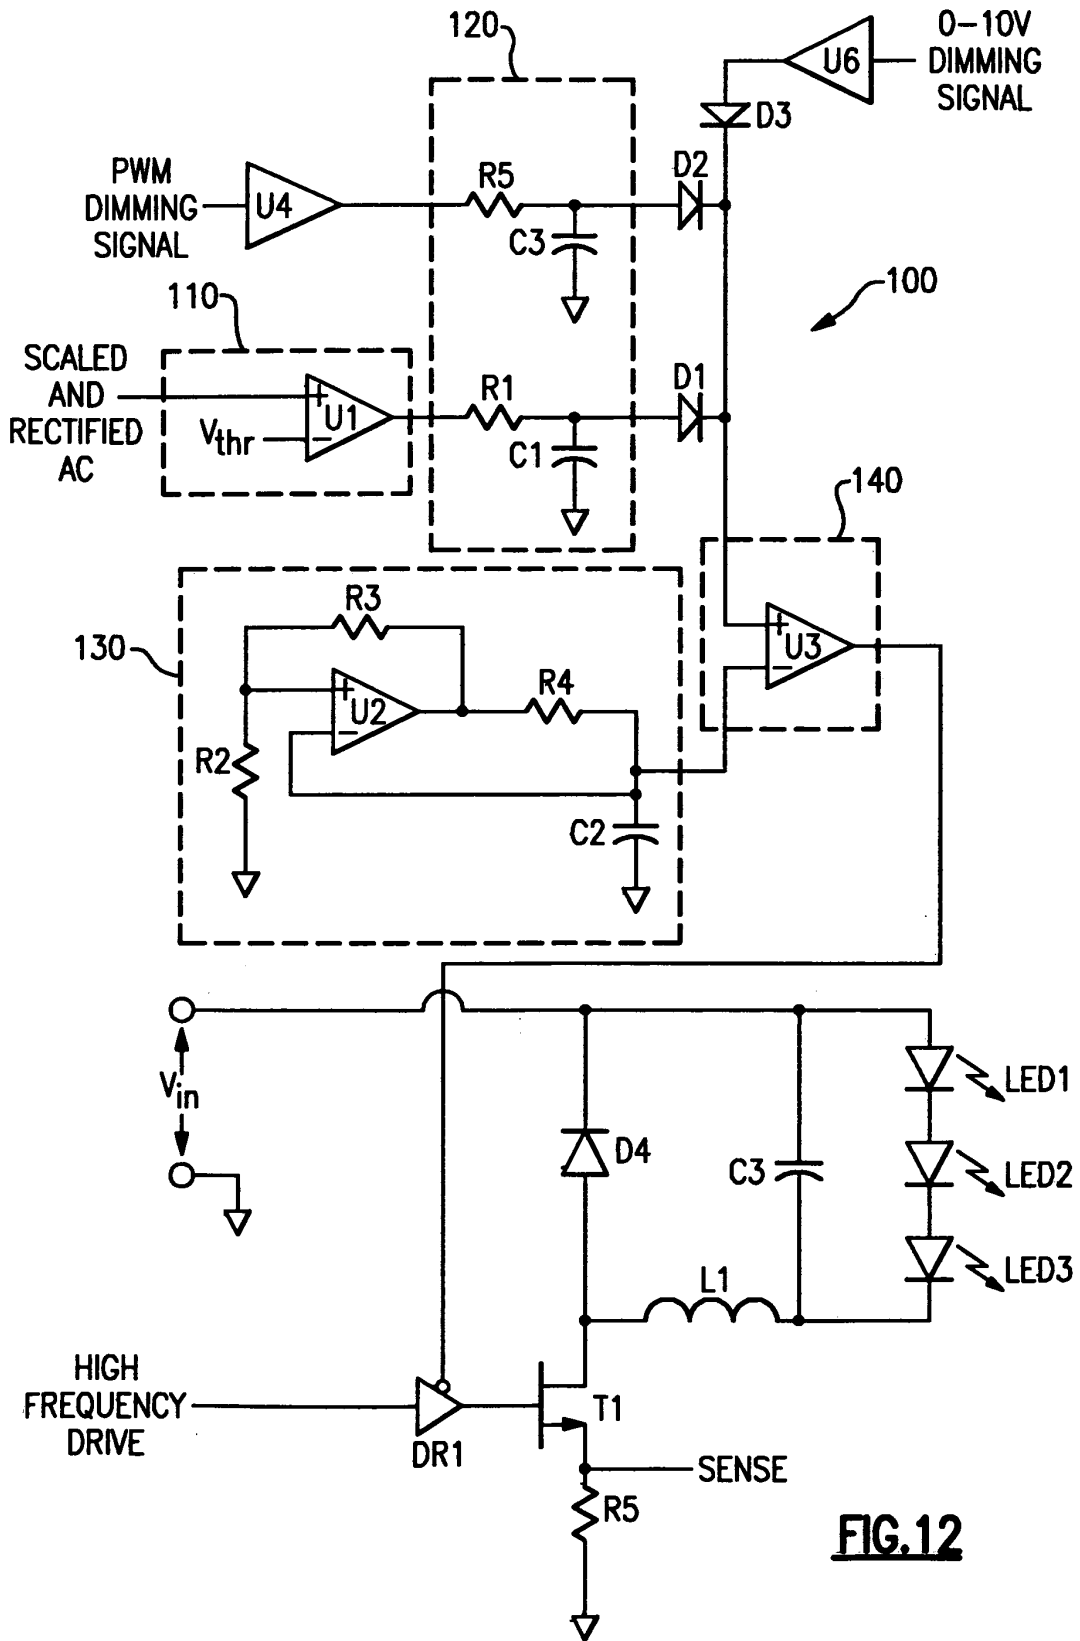 120
0-10V
DIMMING
SIGNAL
U6
D3
PWM
DIMMING
SIGNAL
U4
R5
D2
C3
100
110
SCALED
AND
RECTIFIED
AC
Vthr
+
U1
-
R1
D1
C1
140
130
R3
+
U2
-
R4
R2
C2
+
U3
-
Vin
D4
C3
LED1
LED2
LED3
L1
HIGH
FREQUENCY
DRIVE
DR1
T1
SENSE
R5
FIG.12